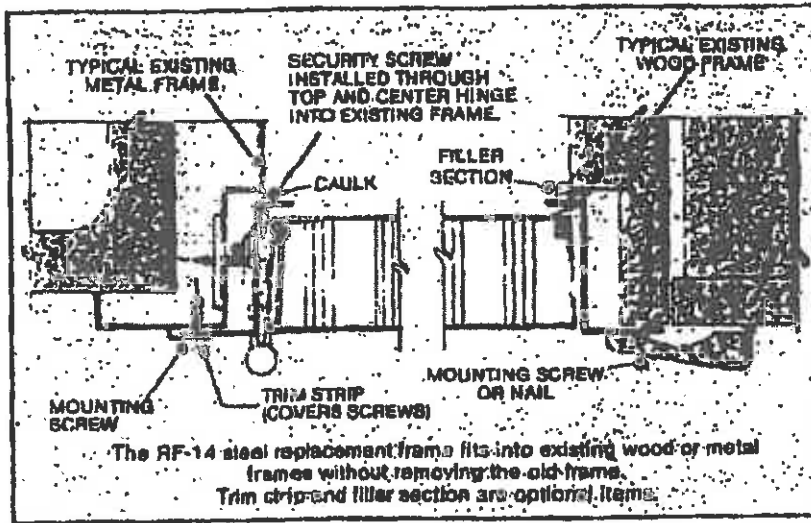 TYPICAL EXISTING
METAL FRAME
SECURITY SCREW
INSTALLED THROUGH
TOP AND CENTER HINGE
INTO EXISTING FRAME
TYPICAL EXISTING
WOOD FRAME
CAULK
FILLER
SECTION
MOUNTING
SCREW
TRIM STRIP
(COVERS SCREWS)
MOUNTING SCREW
OR NAIL
The RF-14 steel replacement frame fits into existing wood or metal
frames without removing the old frame.
Trim strip and filler section are optional items.